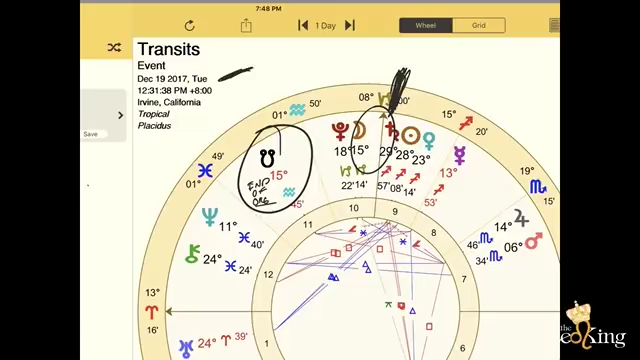 7:48 PM
1 Day
Wheel
Grid
Transits
Event
Dec 19 2017, Tue
12:31:38 PM +8:00
Irvine, California
Tropical
Placidus
Save
01° ♒ 50'
08° ♑ 00'
15° ♐ 20'
19° ♏ 15'
49' ♓ 01°
13° ♈ 16'
☋ 15° ♒ 45'
END
OF
ORB
♇ 18° ♑ 22'
☽ 15° ♑ 14'
♄ 29° ♐ 57'
☉ 28° ♐ 08'
♀ 23° ♐ 14'
☿ 13° ♐ 53'
♃ 14° ♏ 46'
♂ 06° ♏ 34'
♆ 11° ♓ 40'
⚷ 24° ♓ 24'
♅ 24° ♈ 39'
11
10
9
8
12
7
1
6
the
King